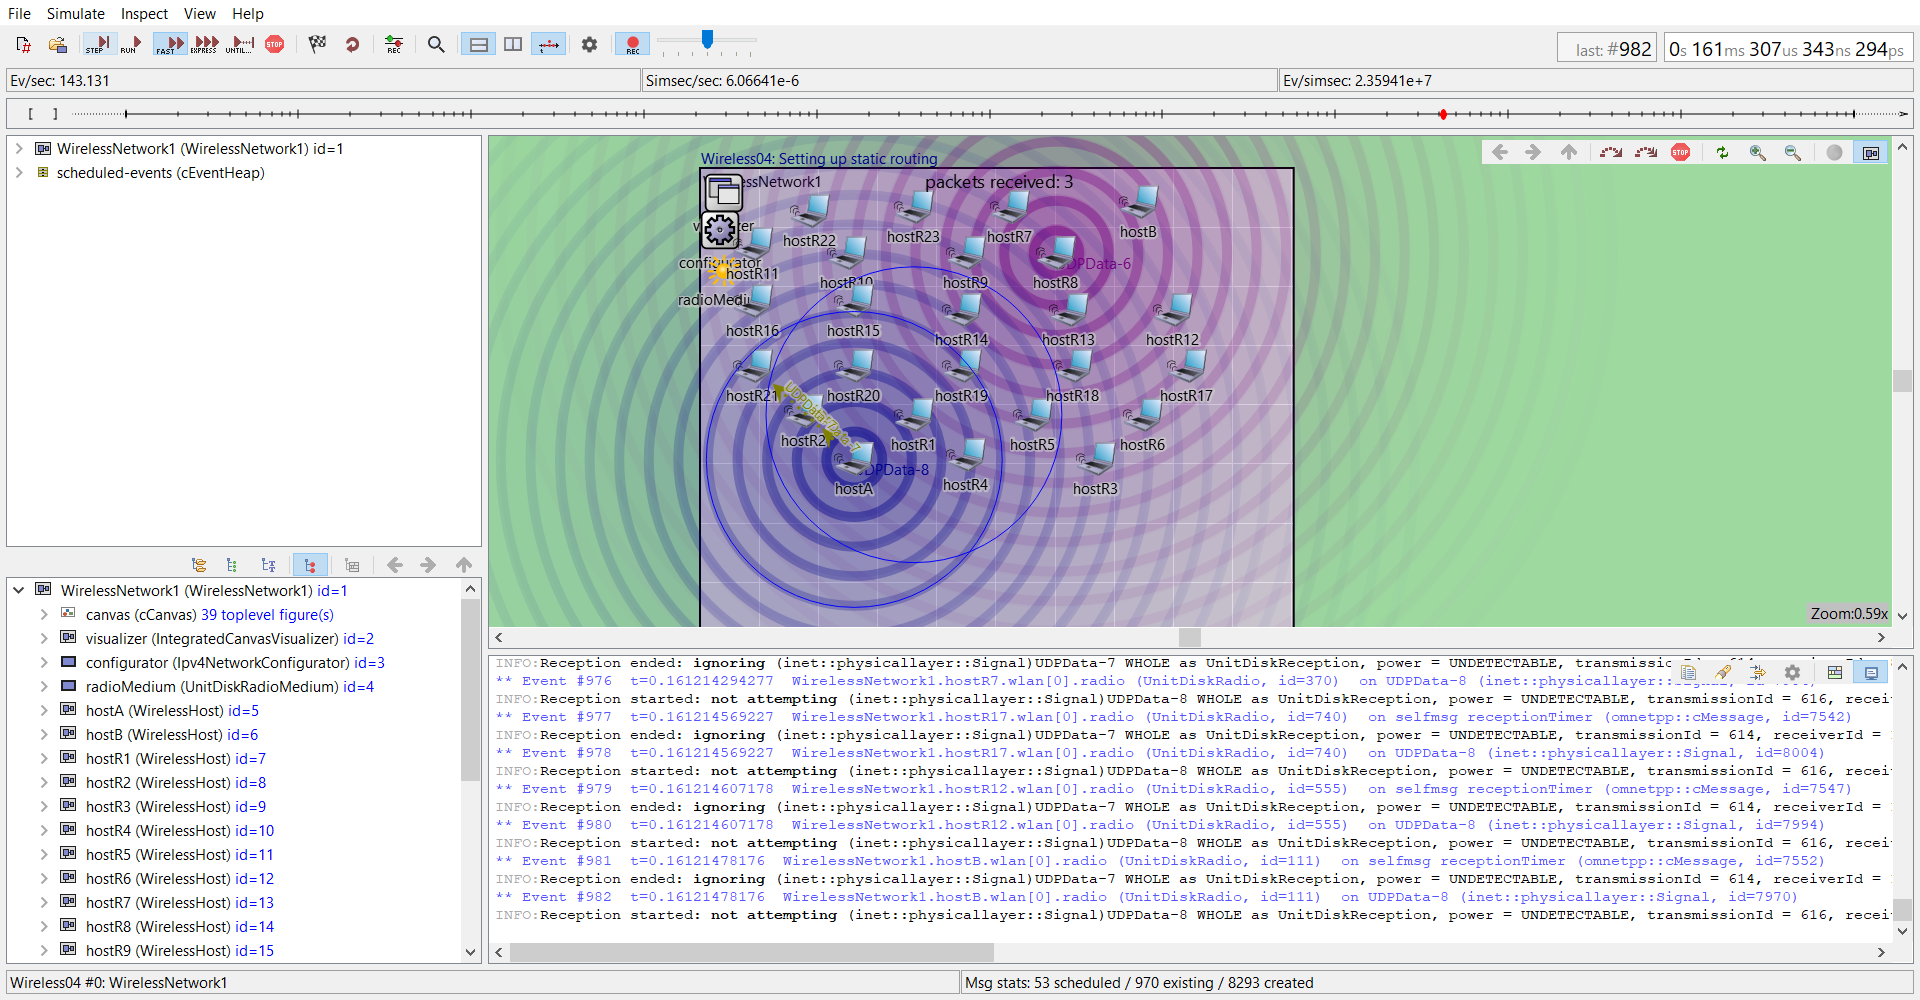 File Simulate Inspect View Help
STEP RUN FAST EXPRESS UNTIL... STOP REC REC
last: #982 0s 161ms 307us 343ns 294ps
Ev/sec: 143.131 Simsec/sec: 6.06641e-6 Ev/simsec: 2.35941e+7
[ ]
WirelessNetwork1 (WirelessNetwork1) id=1
scheduled-events (cEventHeap)
WirelessNetwork1 (WirelessNetwork1) id=1
canvas (cCanvas) 39 toplevel figure(s)
visualizer (IntegratedCanvasVisualizer) id=2
configurator (Ipv4NetworkConfigurator) id=3
radioMedium (UnitDiskRadioMedium) id=4
hostA (WirelessHost) id=5
hostB (WirelessHost) id=6
hostR1 (WirelessHost) id=7
hostR2 (WirelessHost) id=8
hostR3 (WirelessHost) id=9
hostR4 (WirelessHost) id=10
hostR5 (WirelessHost) id=11
hostR6 (WirelessHost) id=12
hostR7 (WirelessHost) id=13
hostR8 (WirelessHost) id=14
hostR9 (WirelessHost) id=15
Wireless04: Setting up static routing
STOP
essNetwork1 packets received: 3
hostR22 hostR23 hostR7 hostB
configurator hostR11 hostR10 hostR9 hostR8 UDPData-6
radioMedi hostR16 hostR15 hostR14 hostR13 hostR12
hostR21 hostR20 hostR19 hostR18 hostR17
UDPData-7
hostR2 hostR1 hostR5 hostR6
hostA UDPData-8 hostR4 hostR3
Zoom:0.59x
INFO:Reception ended: ignoring (inet::physicallayer::Signal)UDPData-7 WHOLE as UnitDiskReception, power = UNDETECTABLE,
** Event #976 t=0.161214294277 WirelessNetwork1.hostR7.wlan[0].radio (UnitDiskRadio, id=370) on UDPData-8 (inet::physicallayer::Signal,
INFO:Reception started: not attempting (inet::physicallayer::Signal)UDPData-8 WHOLE as UnitDiskReception, power = UNDETECTABLE, transmissionId = 616, recei
** Event #977 t=0.161214569227 WirelessNetwork1.hostR17.wlan[0].radio (UnitDiskRadio, id=740) on selfmsg receptionTimer (omnetpp::cMessage, id=7542)
INFO:Reception ended: ignoring (inet::physicallayer::Signal)UDPData-7 WHOLE as UnitDiskReception, power = UNDETECTABLE, transmissionId = 614, receiverId =
** Event #978 t=0.161214569227 WirelessNetwork1.hostR17.wlan[0].radio (UnitDiskRadio, id=740) on UDPData-8 (inet::physicallayer::Signal, id=8004)
INFO:Reception started: not attempting (inet::physicallayer::Signal)UDPData-8 WHOLE as UnitDiskReception, power = UNDETECTABLE, transmissionId = 616, recei
** Event #979 t=0.161214607178 WirelessNetwork1.hostR12.wlan[0].radio (UnitDiskRadio, id=555) on selfmsg receptionTimer (omnetpp::cMessage, id=7547)
INFO:Reception ended: ignoring (inet::physicallayer::Signal)UDPData-7 WHOLE as UnitDiskReception, power = UNDETECTABLE, transmissionId = 614, receiverId =
** Event #980 t=0.161214607178 WirelessNetwork1.hostR12.wlan[0].radio (UnitDiskRadio, id=555) on UDPData-8 (inet::physicallayer::Signal, id=7994)
INFO:Reception started: not attempting (inet::physicallayer::Signal)UDPData-8 WHOLE as UnitDiskReception, power = UNDETECTABLE, transmissionId = 616, recei
** Event #981 t=0.16121478176 WirelessNetwork1.hostB.wlan[0].radio (UnitDiskRadio, id=111) on selfmsg receptionTimer (omnetpp::cMessage, id=7552)
INFO:Reception ended: ignoring (inet::physicallayer::Signal)UDPData-7 WHOLE as UnitDiskReception, power = UNDETECTABLE, transmissionId = 614, receiverId =
** Event #982 t=0.16121478176 WirelessNetwork1.hostB.wlan[0].radio (UnitDiskRadio, id=111) on UDPData-8 (inet::physicallayer::Signal, id=7970)
INFO:Reception started: not attempting (inet::physicallayer::Signal)UDPData-8 WHOLE as UnitDiskReception, power = UNDETECTABLE, transmissionId = 616, recei
Wireless04 #0: WirelessNetwork1 Msg stats: 53 scheduled / 970 existing / 8293 created